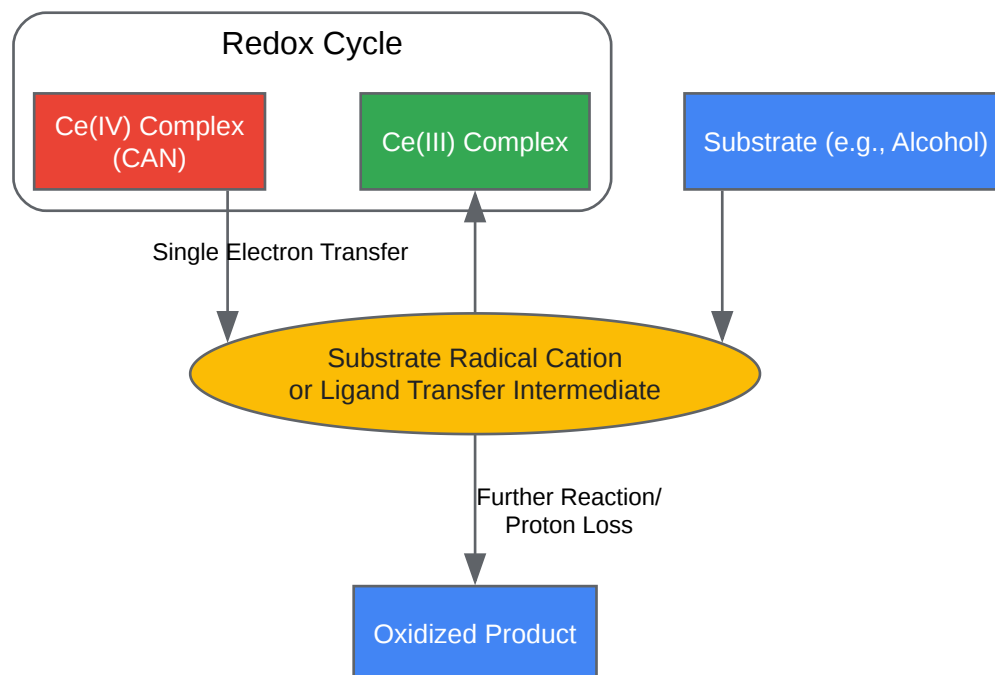 Redox Cycle
Ce(IV) Complex
(CAN)
Ce(III) Complex
Substrate (e.g., Alcohol)
Single Electron Transfer
Substrate Radical Cation
or Ligand Transfer Intermediate
Further Reaction/
Proton Loss
Oxidized Product